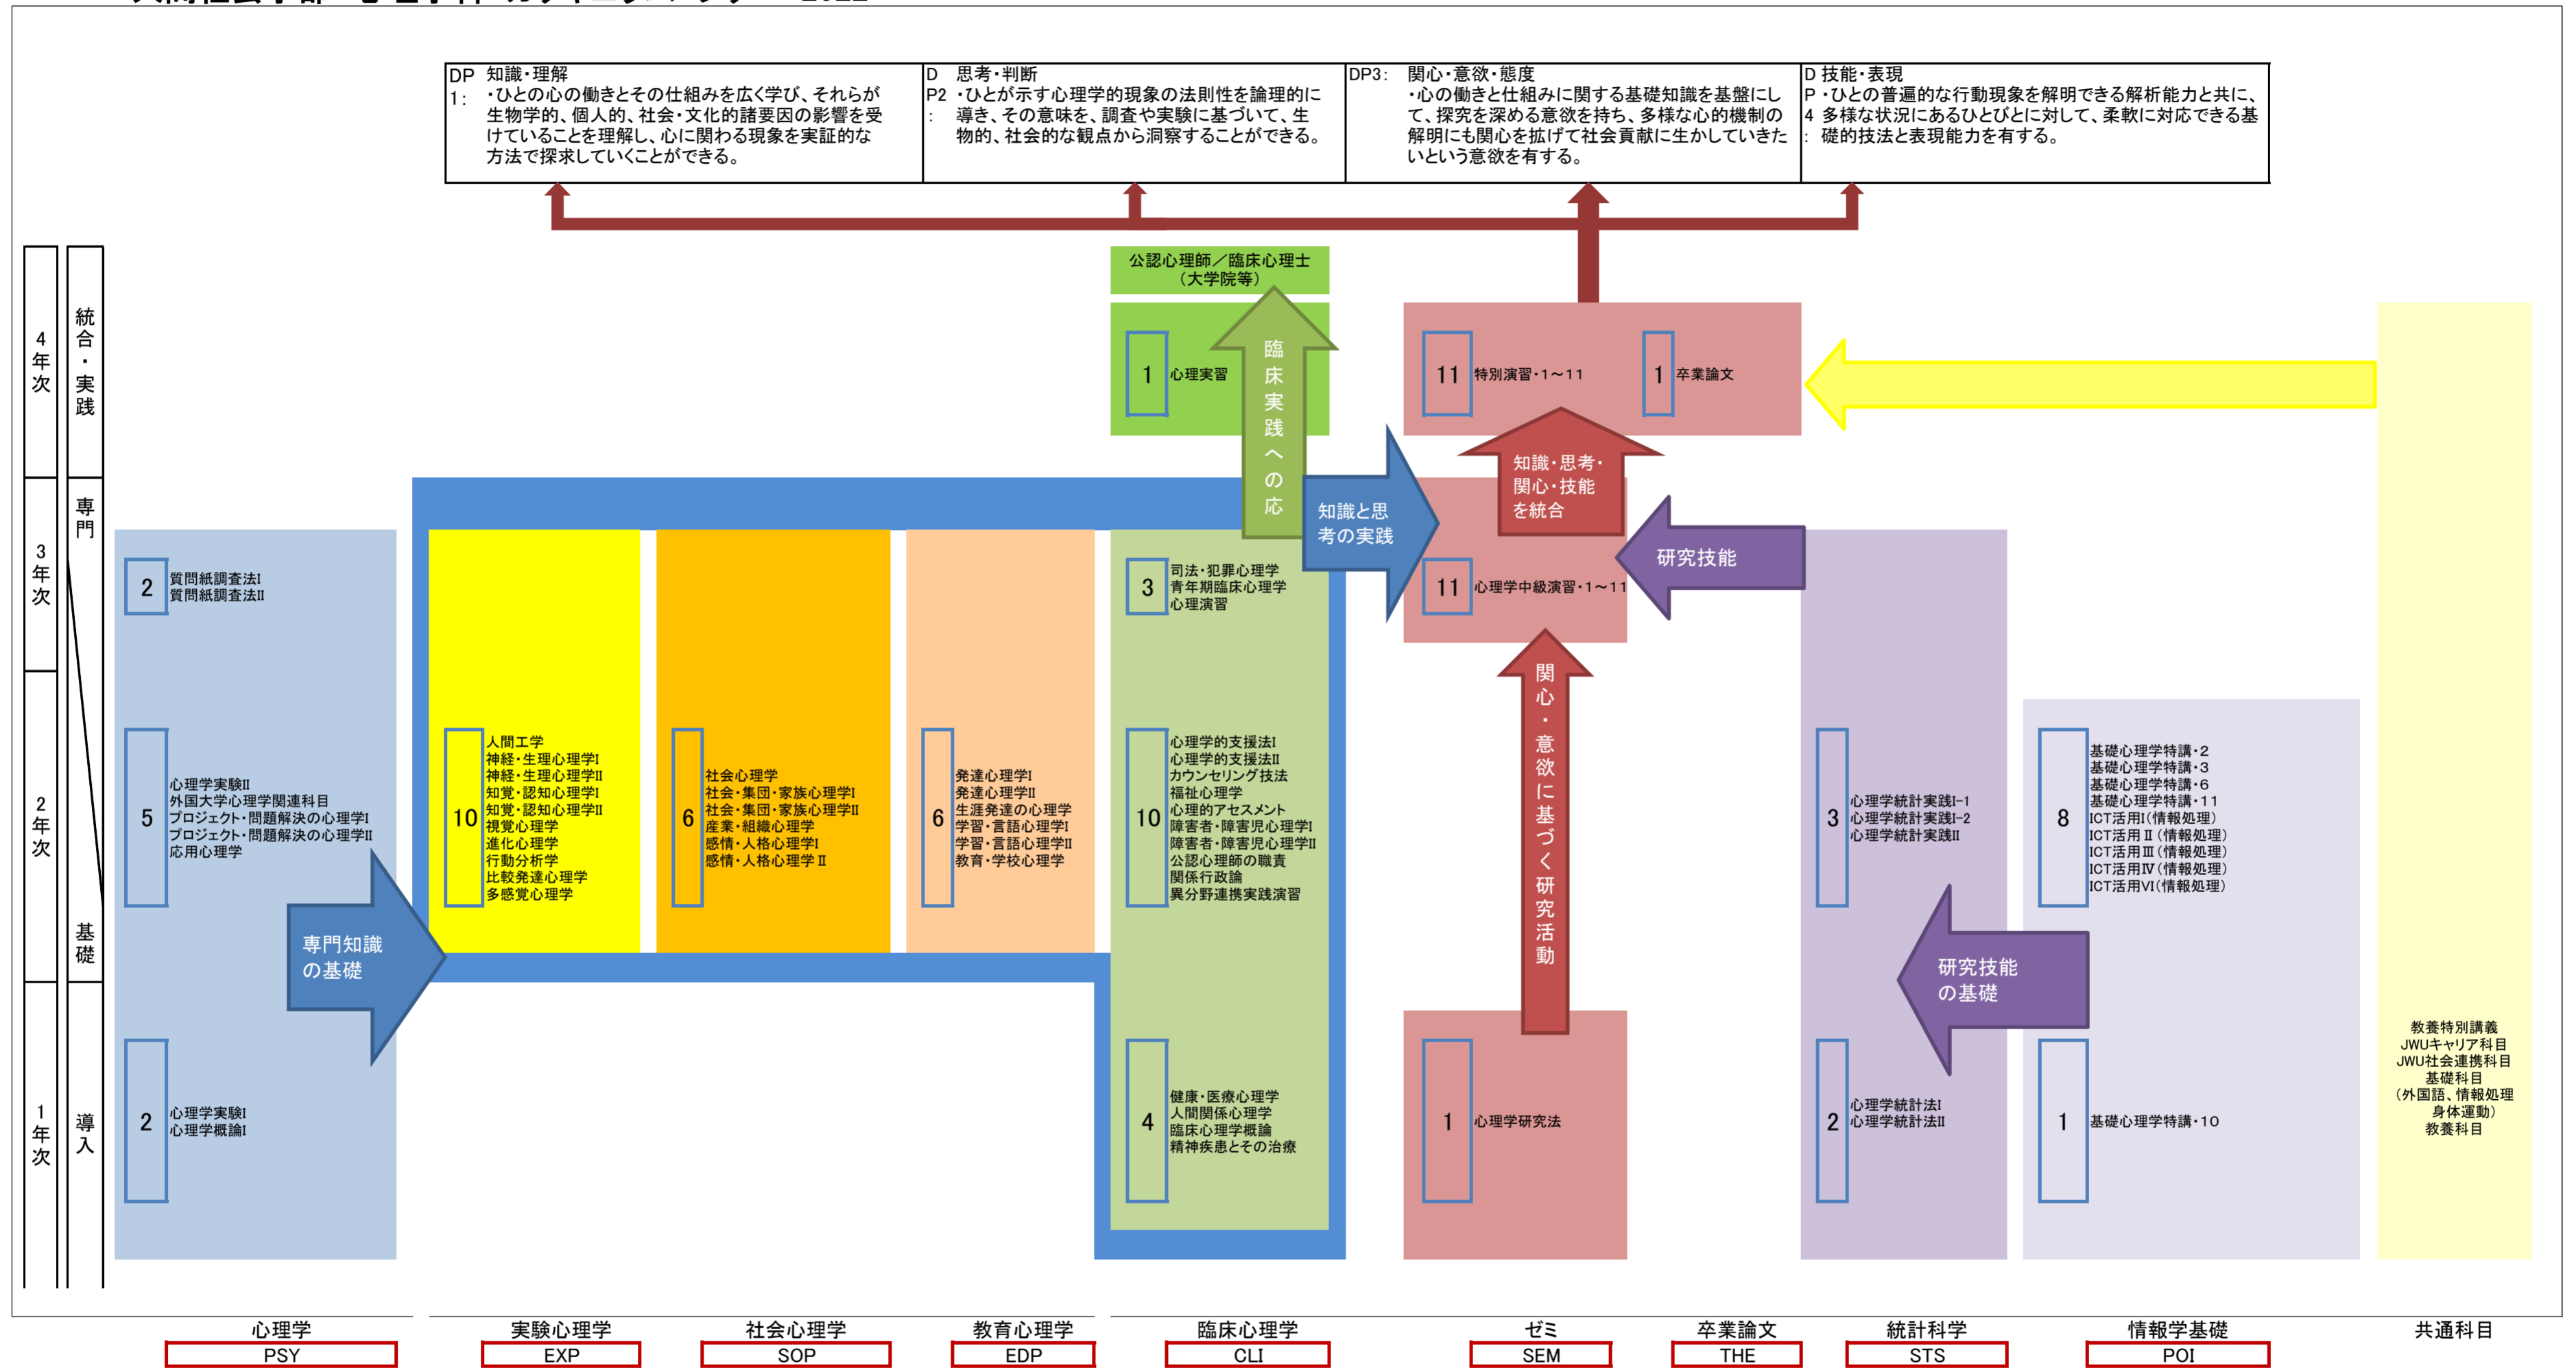 DP 知識・理解
1: ・ひとの心の働きとその仕組みを広く学び、それらが
生物学的、個人的、社会・文化的諸要因の影響を受
けていることを理解し、心に関わる現象を実証的な
方法で探求していくことができる。
D 思考・判断
P2 ・ひとが示す心理学的現象の法則性を論理的に
: 導き、その意味を、調査や実験に基づいて、生
物的、社会的な観点から洞察することができる。
DP3: 関心・意欲・態度
・心の働きと仕組みに関する基礎知識を基盤にし
て、探究を深める意欲を持ち、多様な心的機制の
解明にも関心を拡げて社会貢献に生かしていきた
いという意欲を有する。
D 技能・表現
P ・ひとの普遍的な行動現象を解明できる解析能力と共に、
4 多様な状況にあるひとびとに対して、柔軟に対応できる基
: 礎的技法と表現能力を有する。
4年次
統合・実践
公認心理師／臨床心理士
（大学院等）
1 心理実習
臨床実践への応
11 特別演習・1～11
1 卒業論文
知識・思考・
関心・技能
を統合
3年次
専門
2
質問紙調査法I
質問紙調査法II
3
司法・犯罪心理学
青年期臨床心理学
心理演習
知識と思
考の実践
11 心理学中級演習・1～11
研究技能
2年次
基礎
5
心理学実験II
外国大学心理学関連科目
プロジェクト・問題解決の心理学I
プロジェクト・問題解決の心理学II
応用心理学
専門知識
の基礎
10
人間工学
神経・生理心理学I
神経・生理心理学II
知覚・認知心理学I
知覚・認知心理学II
視覚心理学
進化心理学
行動分析学
比較発達心理学
多感覚心理学
6
社会心理学
社会・集団・家族心理学I
社会・集団・家族心理学II
産業・組織心理学
感情・人格心理学I
感情・人格心理学Ⅱ
6
発達心理学I
発達心理学II
生涯発達の心理学
学習・言語心理学I
学習・言語心理学II
教育・学校心理学
10
心理学的支援法I
心理学的支援法II
カウンセリング技法
福祉心理学
心理的アセスメント
障害者・障害児心理学I
障害者・障害児心理学II
公認心理師の職責
関係行政論
異分野連携実践演習
関心・意欲に基づく研究活動
3
心理学統計実践I-1
心理学統計実践I-2
心理学統計実践II
8
基礎心理学特講・2
基礎心理学特講・3
基礎心理学特講・6
基礎心理学特講・11
ICT活用I（情報処理）
ICT活用Ⅱ（情報処理）
ICT活用Ⅲ（情報処理）
ICT活用Ⅳ（情報処理）
ICT活用VI（情報処理）
研究技能
の基礎
1年次
導入
2
心理学実験I
心理学概論I
4
健康・医療心理学
人間関係心理学
臨床心理学概論
精神疾患とその治療
1 心理学研究法
2
心理学統計法I
心理学統計法II
1 基礎心理学特講・10
教養特別講義
JWUキャリア科目
JWU社会連携科目
基礎科目
（外国語、情報処理
身体運動）
教養科目
心理学 実験心理学 社会心理学 教育心理学 臨床心理学 ゼミ 卒業論文 統計科学 情報学基礎 共通科目
PSY EXP SOP EDP CLI SEM THE STS POI